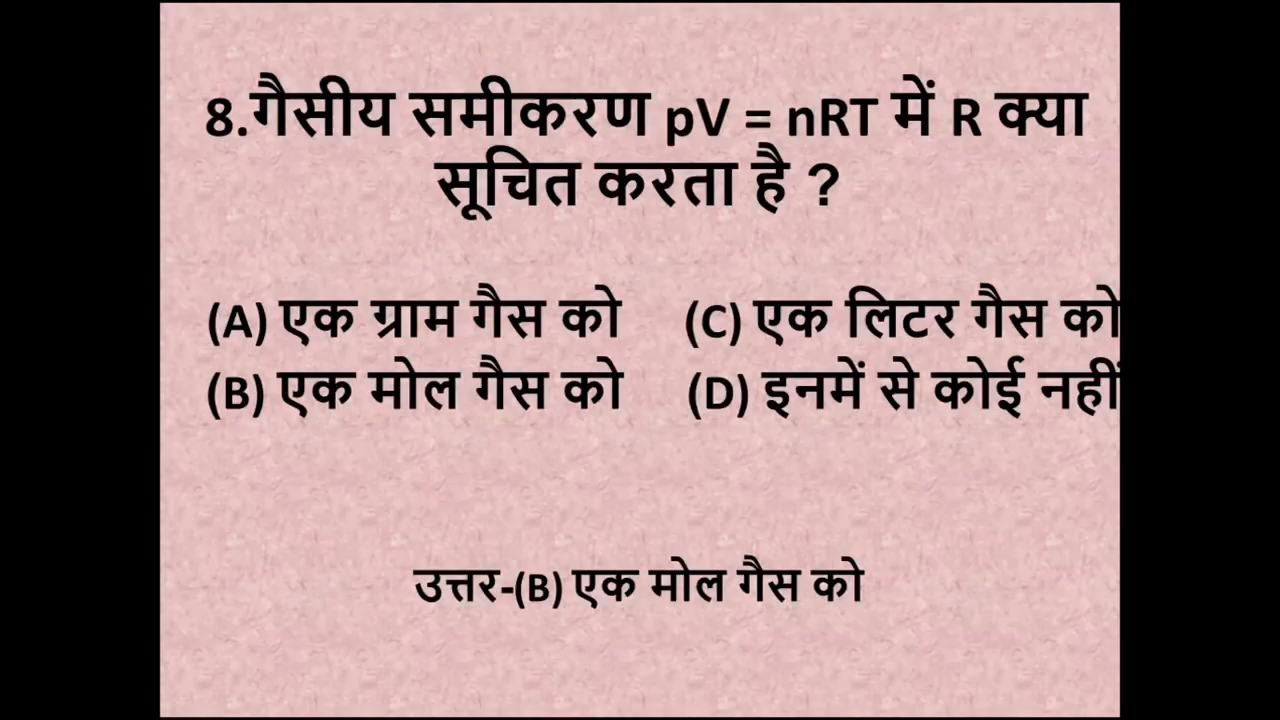 8.गैसीय समीकरण pV = nRT में R क्या
सूचित करता है ?
(A) एक ग्राम गैस को (C) एक लिटर गैस को
(B) एक मोल गैस को (D) इनमें से कोई नहीं
उत्तर-(B) एक मोल गैस को